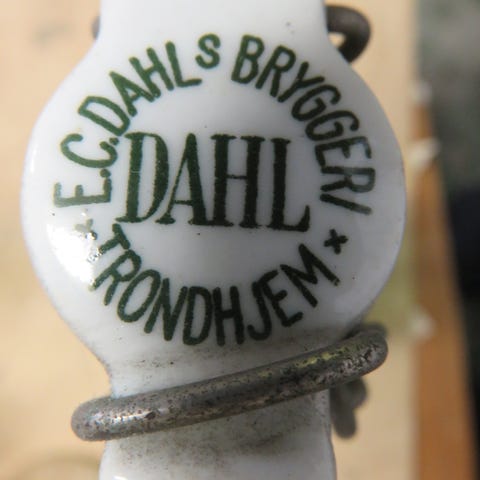 E.C.DAHLs BRYGGERI
DAHL
× TRONDHJEM ×